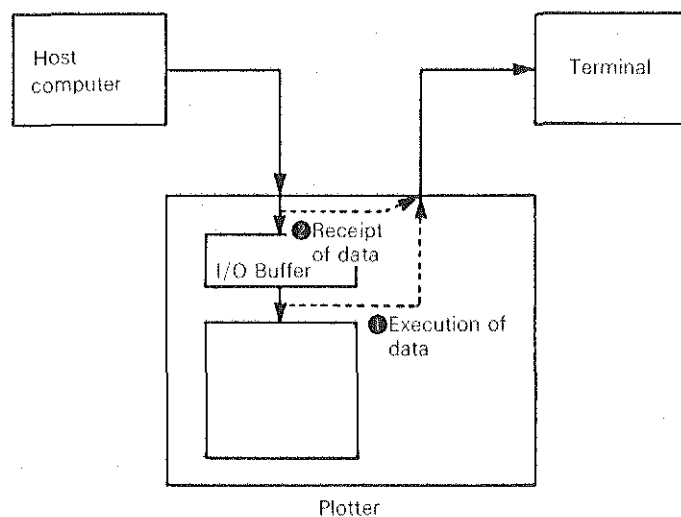 Host
computer
Terminal
❷Receipt
of data
I/O Buffer
❶Execution of
data
Plotter